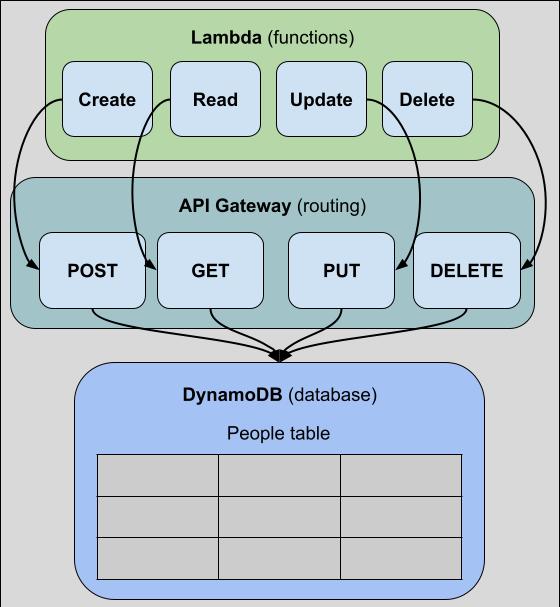 Lambda (functions)
Create Read Update Delete
API Gateway (routing)
POST GET PUT DELETE
DynamoDB (database)
People table